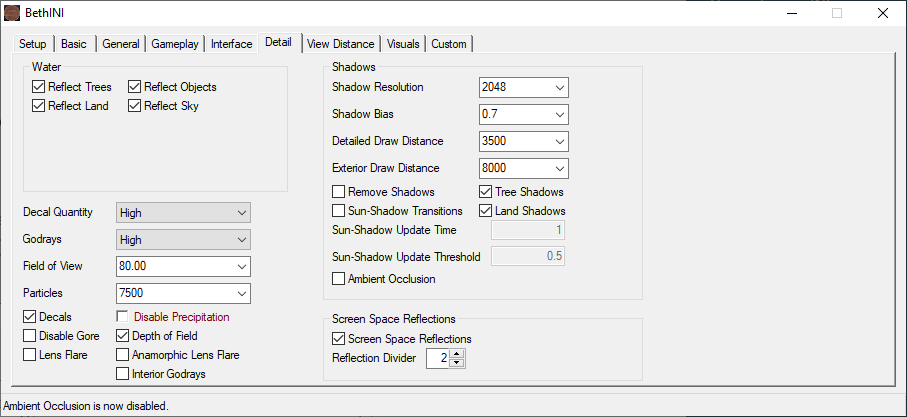 BethINI
Setup Basic General Gameplay Interface Detail View Distance Visuals Custom
Water
Reflect Trees Reflect Objects
Reflect Land Reflect Sky
Decal Quantity High
Godrays High
Field of View 80.00
Particles 7500
Decals Disable Precipitation
Disable Gore Depth of Field
Lens Flare Anamorphic Lens Flare
Interior Godrays
Shadows
Shadow Resolution 2048
Shadow Bias 0.7
Detailed Draw Distance 3500
Exterior Draw Distance 8000
Remove Shadows Tree Shadows
Sun-Shadow Transitions Land Shadows
Sun-Shadow Update Time 1
Sun-Shadow Update Threshold 0.5
Ambient Occlusion
Screen Space Reflections
Screen Space Reflections
Reflection Divider 2
Ambient Occlusion is now disabled.